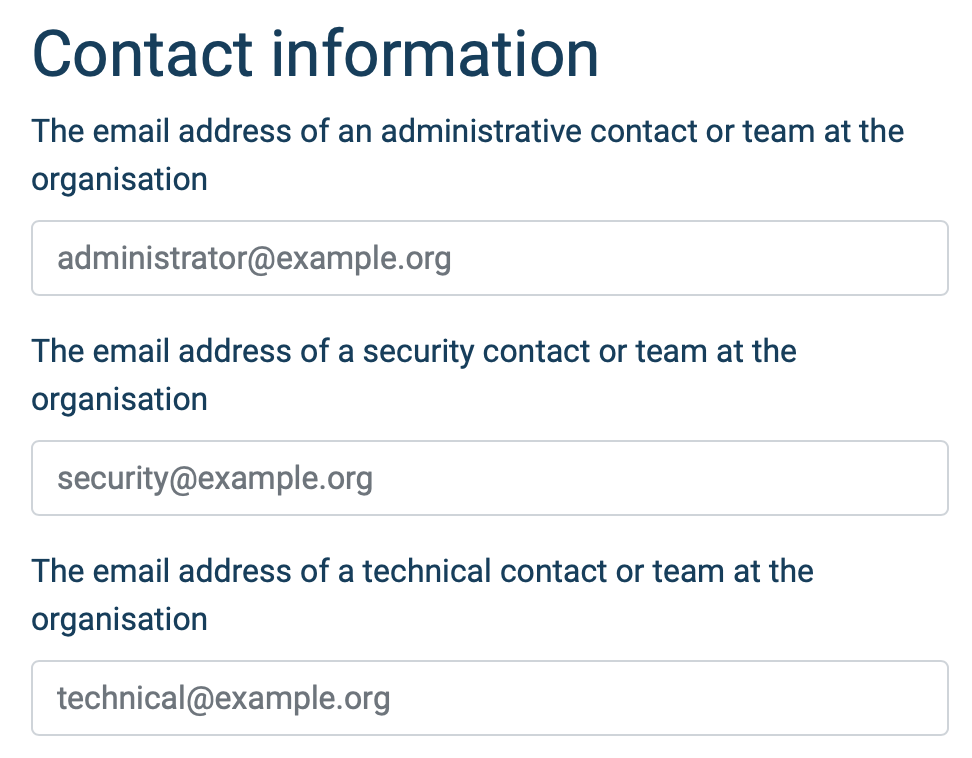 Contact information
The email address of an administrative contact or team at the
organisation
administrator@example.org
The email address of a security contact or team at the
organisation
security@example.org
The email address of a technical contact or team at the
organisation
technical@example.org